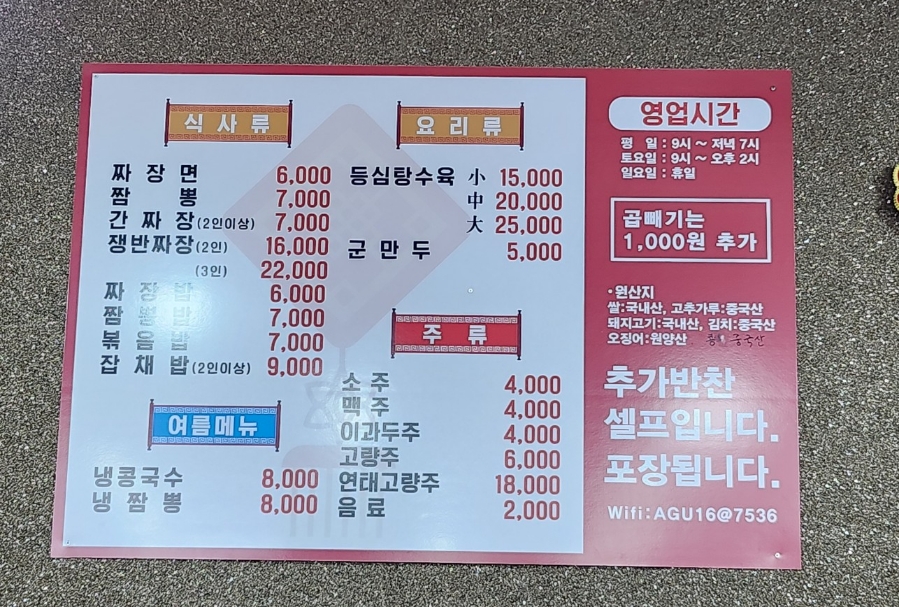 식사류
짜장면 6,000
짬뽕 7,000
간짜장(2인이상) 7,000
쟁반짜장(2인) 16,000
(3인) 22,000
짜장밥 6,000
짬뽕밥 7,000
볶음밥 7,000
잡채밥(2인이상) 9,000
여름메뉴
냉콩국수 8,000
냉짬뽕 8,000
요리류
등심탕수육 小 15,000
中 20,000
大 25,000
군만두 5,000
주류
소주 4,000
맥주 4,000
이과두주 4,000
고량주 6,000
연태고량주 18,000
음료 2,000
영업시간
평일 : 9시 ~ 저녁 7시
토요일 : 9시 ~ 오후 2시
일요일 : 휴일
곱빼기는
1,000원 추가
•원산지
쌀:국내산, 고추가루:중국산
돼지고기:국내산, 김치:중국산
오징어:원양산 중국산
추가반찬
셀프입니다.
포장됩니다.
Wifi:AGU16@7536